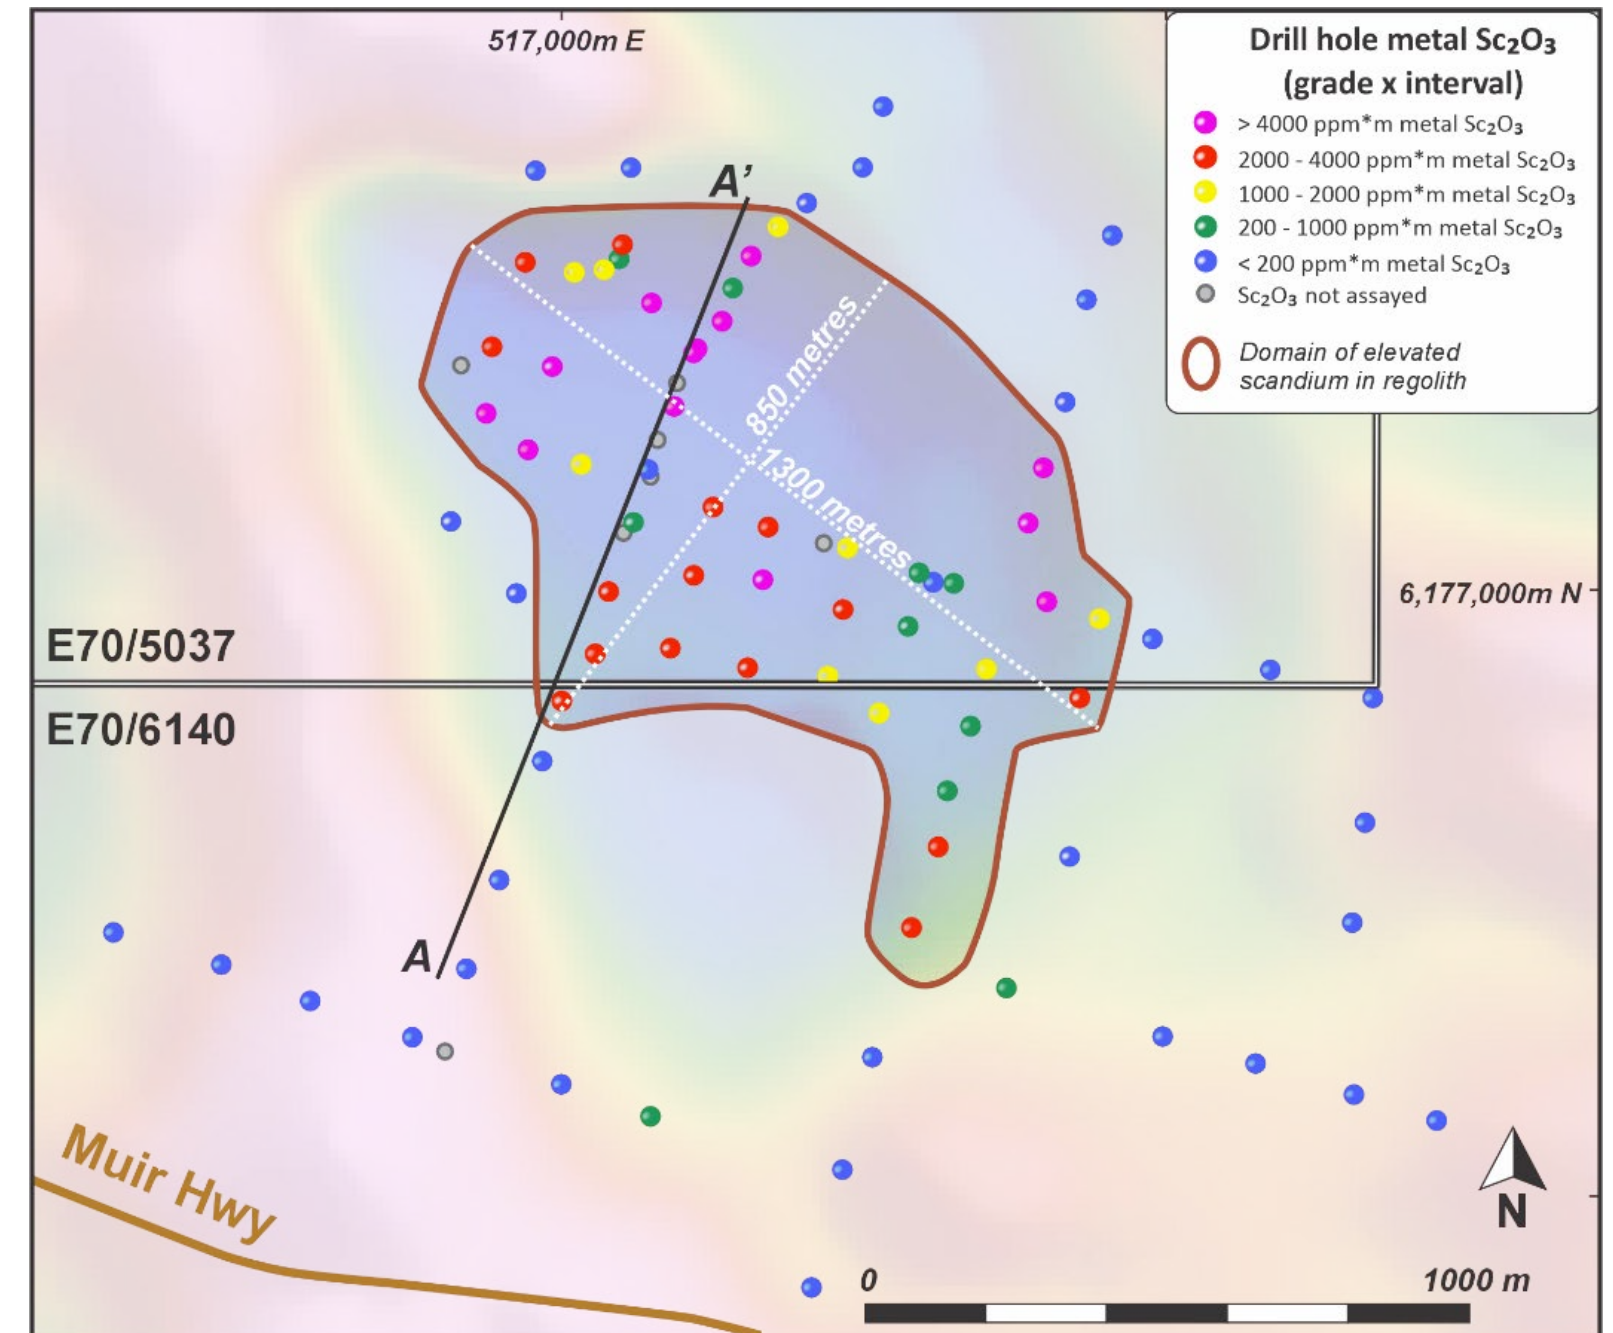 517,000m E
Drill hole metal Sc₂O₃
(grade x interval)
> 4000 ppm*m metal Sc₂O₃
2000 - 4000 ppm*m metal Sc₂O₃
1000 - 2000 ppm*m metal Sc₂O₃
200 - 1000 ppm*m metal Sc₂O₃
< 200 ppm*m metal Sc₂O₃
Sc₂O₃ not assayed
Domain of elevated
scandium in regolith
A’
850 metres
1300 metres
6,177,000m N
E70/5037
E70/6140
A
Muir Hwy
N
0
1000 m